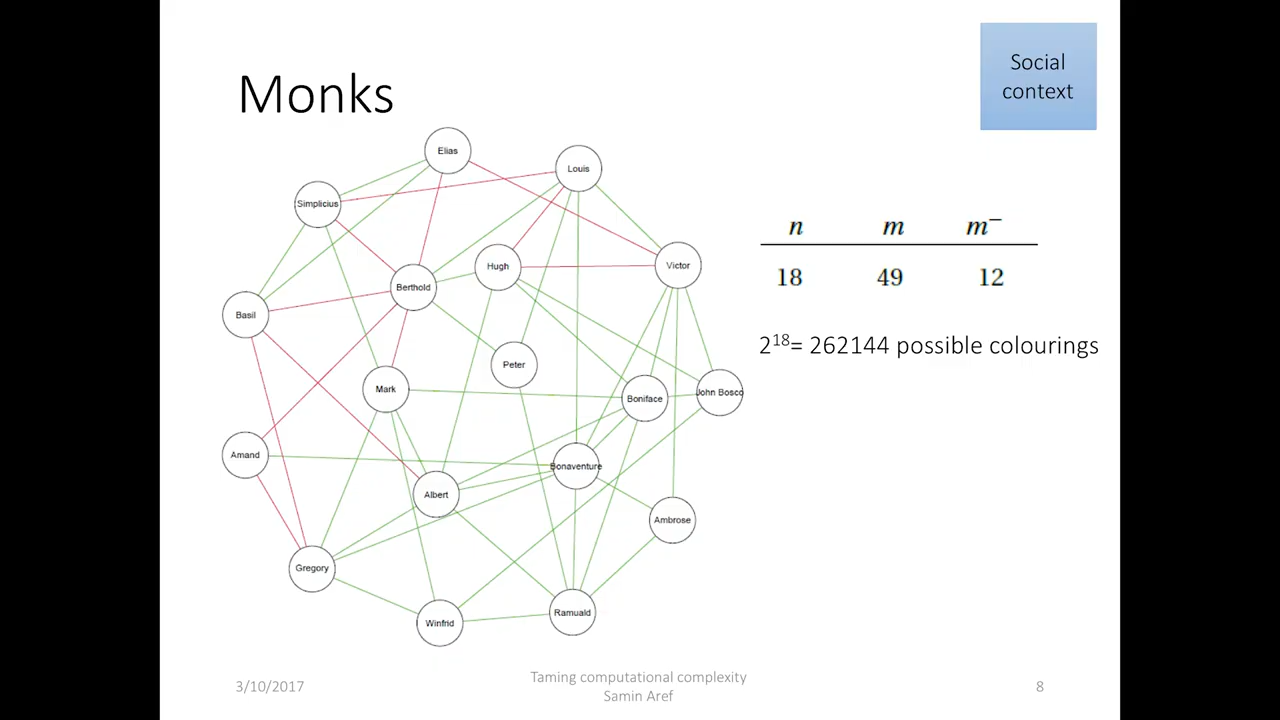 Social
context
Monks
Elias
Louis
Simplicius
Hugh
Victor
Berthold
Basil
Peter
Mark
Boniface
John Bosco
Amand
Bonaventure
Albert
Ambrose
Gregory
Winfrid
Ramuald
n m m⁻
18 49 12
2¹⁸= 262144 possible colourings
3/10/2017
Taming computational complexity
Samin Aref
8